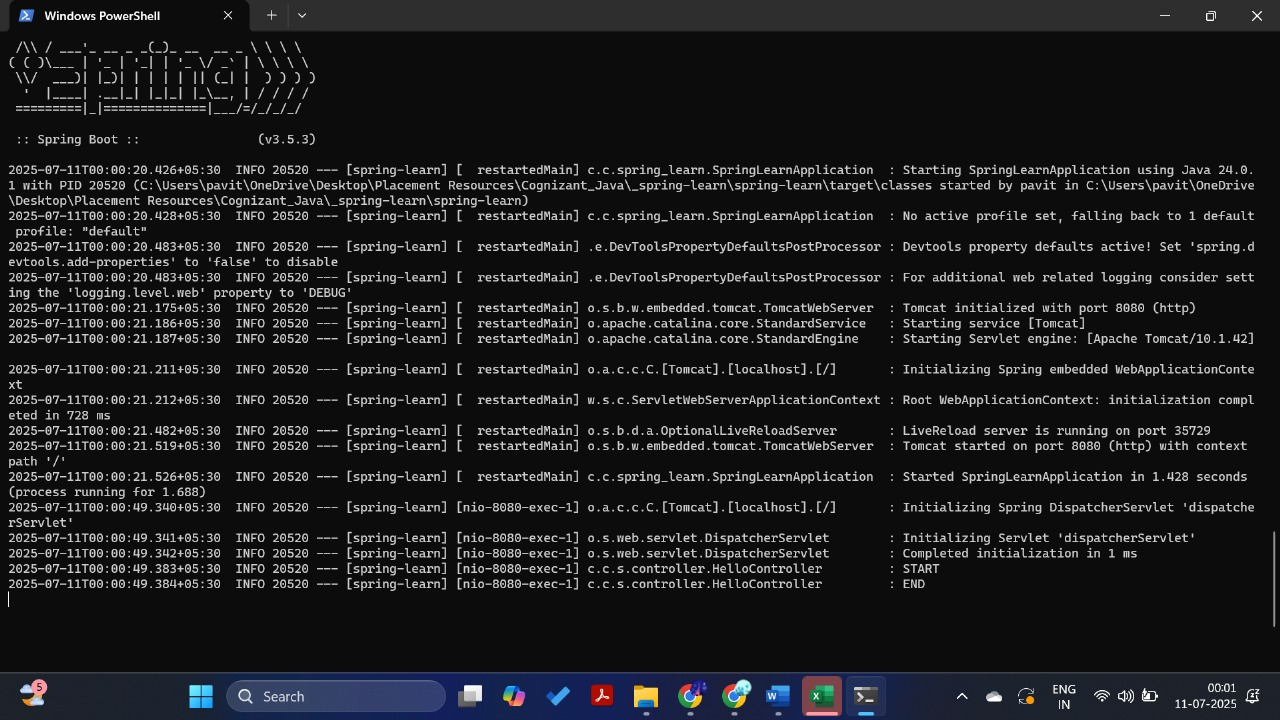 Windows PowerShell
 /\\ / ___'_ __ _ _(_)_ __  __ _ \ \ \ \
( ( )\___ | '_ | '_| | '_ \/ _` | \ \ \ \
 \\/  ___)| |_)| | | | | || (_| |  ) ) ) )
  '  |____| .__|_| |_|_| |_\__, | / / / /
 =========|_|==============|___/=/_/_/_/
 :: Spring Boot ::                (v3.5.3)
2025-07-11T00:00:20.426+05:30  INFO 20520 --- [spring-learn] [  restartedMain] c.c.spring_learn.SpringLearnApplication  : Starting SpringLearnApplication using Java 24.0.
1 with PID 20520 (C:\Users\pavit\OneDrive\Desktop\Placement Resources\Cognizant_Java\_spring-learn\spring-learn\target\classes started by pavit in C:\Users\pavit\OneDrive
\Desktop\Placement Resources\Cognizant_Java\_spring-learn\spring-learn)
2025-07-11T00:00:20.428+05:30  INFO 20520 --- [spring-learn] [  restartedMain] c.c.spring_learn.SpringLearnApplication  : No active profile set, falling back to 1 default
 profile: "default"
2025-07-11T00:00:20.483+05:30  INFO 20520 --- [spring-learn] [  restartedMain] .e.DevToolsPropertyDefaultsPostProcessor : Devtools property defaults active! Set 'spring.d
evtools.add-properties' to 'false' to disable
2025-07-11T00:00:20.483+05:30  INFO 20520 --- [spring-learn] [  restartedMain] .e.DevToolsPropertyDefaultsPostProcessor : For additional web related logging consider sett
ing the 'logging.level.web' property to 'DEBUG'
2025-07-11T00:00:21.175+05:30  INFO 20520 --- [spring-learn] [  restartedMain] o.s.b.w.embedded.tomcat.TomcatWebServer  : Tomcat initialized with port 8080 (http)
2025-07-11T00:00:21.186+05:30  INFO 20520 --- [spring-learn] [  restartedMain] o.apache.catalina.core.StandardService   : Starting service [Tomcat]
2025-07-11T00:00:21.187+05:30  INFO 20520 --- [spring-learn] [  restartedMain] o.apache.catalina.core.StandardEngine    : Starting Servlet engine: [Apache Tomcat/10.1.42]
2025-07-11T00:00:21.211+05:30  INFO 20520 --- [spring-learn] [  restartedMain] o.a.c.c.C.[Tomcat].[localhost].[/]       : Initializing Spring embedded WebApplicationConte
xt
2025-07-11T00:00:21.212+05:30  INFO 20520 --- [spring-learn] [  restartedMain] w.s.c.ServletWebServerApplicationContext : Root WebApplicationContext: initialization compl
eted in 728 ms
2025-07-11T00:00:21.482+05:30  INFO 20520 --- [spring-learn] [  restartedMain] o.s.b.d.a.OptionalLiveReloadServer       : LiveReload server is running on port 35729
2025-07-11T00:00:21.519+05:30  INFO 20520 --- [spring-learn] [  restartedMain] o.s.b.w.embedded.tomcat.TomcatWebServer  : Tomcat started on port 8080 (http) with context
path '/'
2025-07-11T00:00:21.526+05:30  INFO 20520 --- [spring-learn] [  restartedMain] c.c.spring_learn.SpringLearnApplication  : Started SpringLearnApplication in 1.428 seconds
(process running for 1.688)
2025-07-11T00:00:49.340+05:30  INFO 20520 --- [spring-learn] [nio-8080-exec-1] o.a.c.c.C.[Tomcat].[localhost].[/]       : Initializing Spring DispatcherServlet 'dispatche
rServlet'
2025-07-11T00:00:49.341+05:30  INFO 20520 --- [spring-learn] [nio-8080-exec-1] o.s.web.servlet.DispatcherServlet        : Initializing Servlet 'dispatcherServlet'
2025-07-11T00:00:49.342+05:30  INFO 20520 --- [spring-learn] [nio-8080-exec-1] o.s.web.servlet.DispatcherServlet        : Completed initialization in 1 ms
2025-07-11T00:00:49.383+05:30  INFO 20520 --- [spring-learn] [nio-8080-exec-1] c.c.s.controller.HelloController         : START
2025-07-11T00:00:49.384+05:30  INFO 20520 --- [spring-learn] [nio-8080-exec-1] c.c.s.controller.HelloController         : END
5
Search
ENG
IN
00:01
11-07-2025